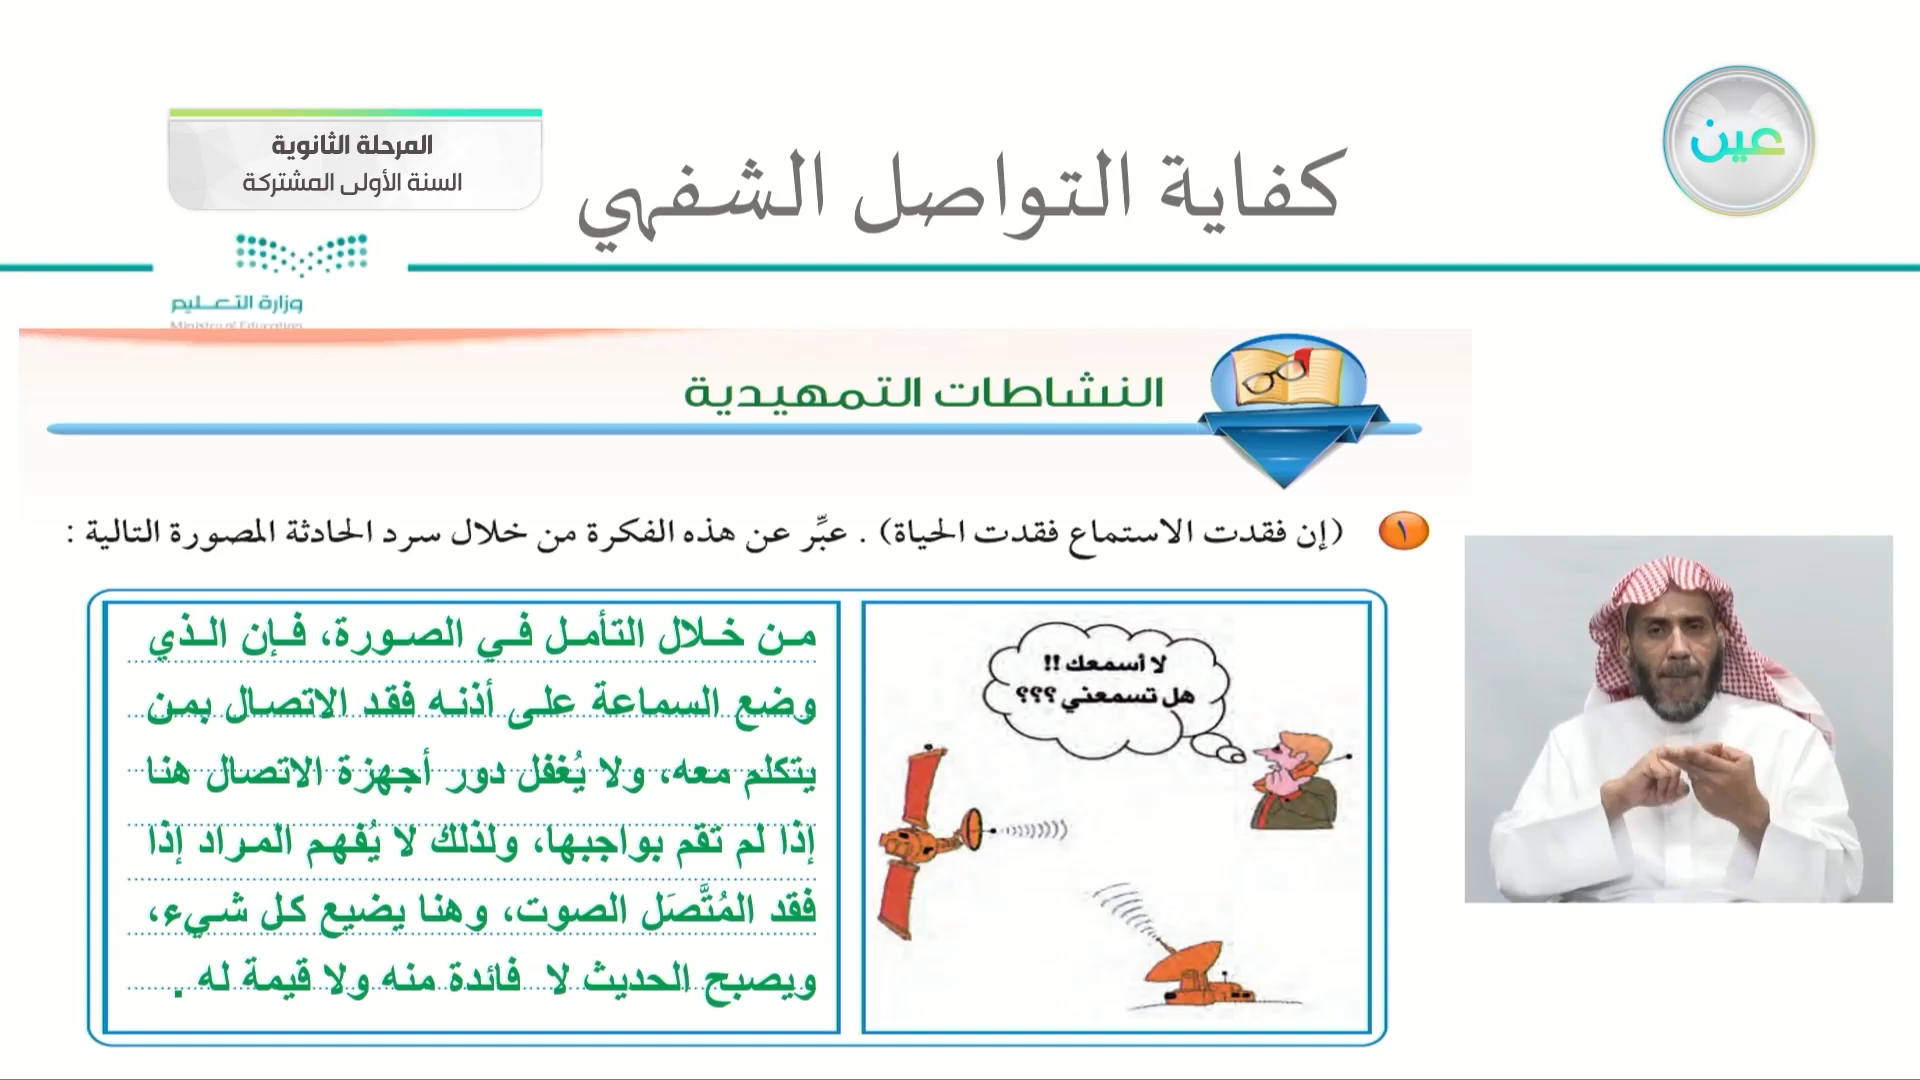 عين
المرحلة الثانوية
السنة الأولى المشتركة
كفاية التواصل الشفهي
وزارة التعليم
Ministry of Education
النشاطات التمهيدية
١ (إن فقدت الاستماع فقدت الحياة) . عبِّر عن هذه الفكرة من خلال سرد الحادثة المصورة التالية :
لا أسمعك !!
هل تسمعني ؟؟؟
من خلال التأمل في الصورة، فإن الذي
وضع السماعة على أذنه فقد الاتصال بمن
يتكلم معه، ولا يُغفل دور أجهزة الاتصال هنا
إذا لم تقم بواجبها، ولذلك لا يُفهم المراد إذا
فقد المُتَّصَل الصوت، وهنا يضيع كل شيء،
ويصبح الحديث لا فائدة منه ولا قيمة له .